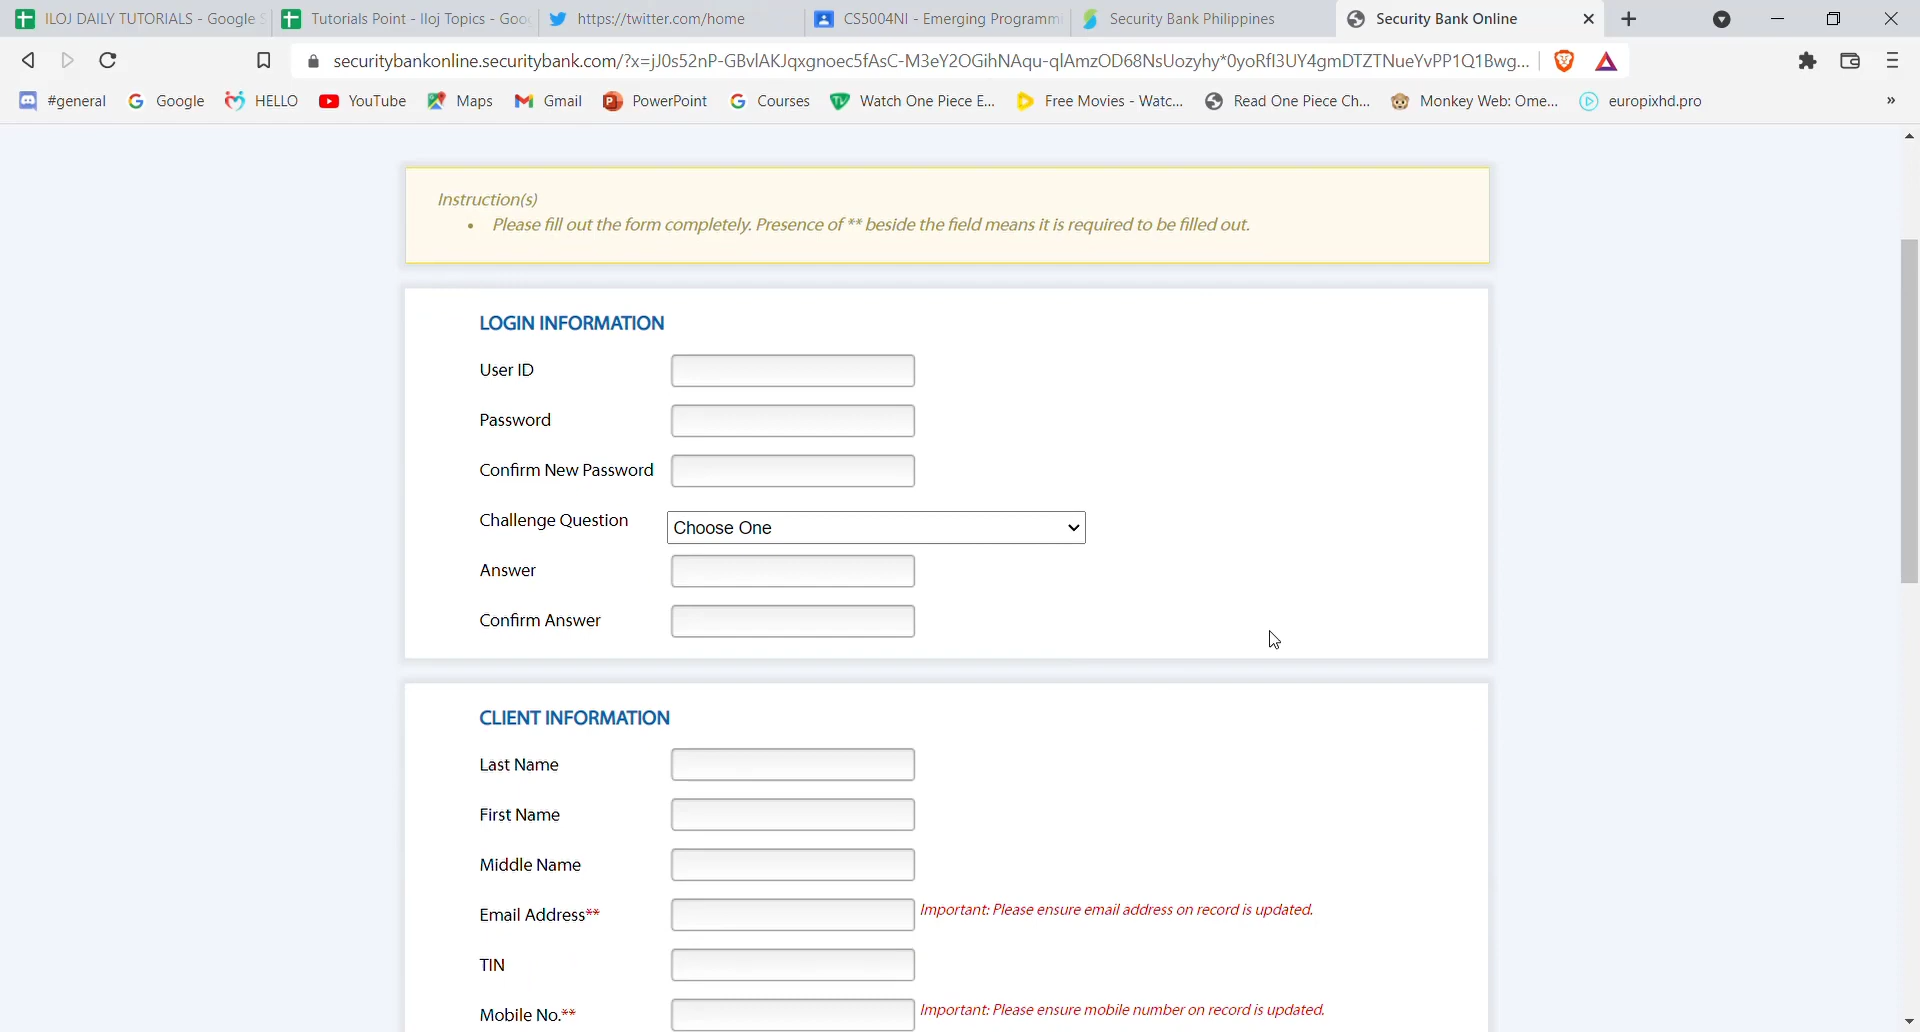 ILOJ DAILY TUTORIALS - Google S
Tutorials Point - Iloj Topics - Goo
https://twitter.com/home
CS5004NI - Emerging Programm
Security Bank Philippines
Security Bank Online
securitybankonline.securitybank.com/?x=jJ0s52nP-GBvlAKJqxgnoec5fAsC-M3eY2OGihNAqu-qlAmzOD68NsUozyhy*0yoRfI3UY4gmDTZTNueYvPP1Q1Bwg...
#general
Google
HELLO
YouTube
Maps
Gmail
PowerPoint
Courses
Watch One Piece E...
Free Movies - Watc...
Read One Piece Ch...
Monkey Web: Ome...
europixhd.pro
»
Instruction(s)
• Please fill out the form completely. Presence of ** beside the field means it is required to be filled out.
LOGIN INFORMATION
User ID
Password
Confirm New Password
Challenge Question Choose One
Answer
Confirm Answer
CLIENT INFORMATION
Last Name
First Name
Middle Name
Email Address** Important: Please ensure email address on record is updated.
TIN
Mobile No.** Important: Please ensure mobile number on record is updated.